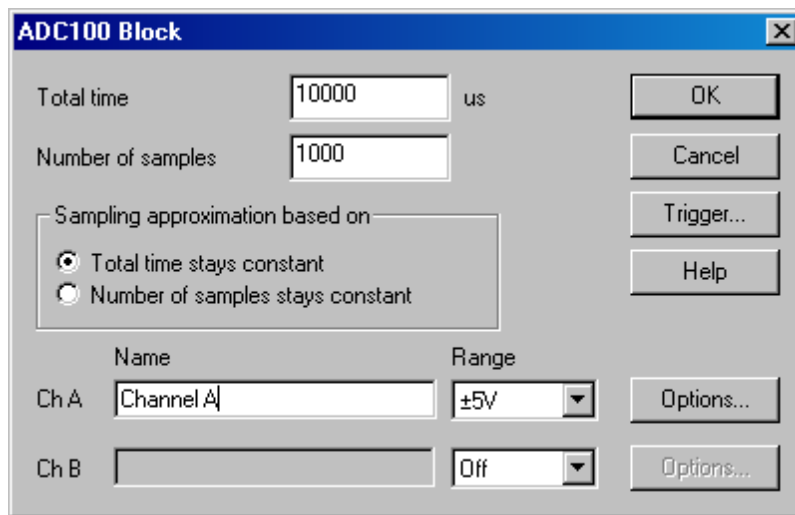 ADC100 Block
Total time 10000 us OK
Number of samples 1000 Cancel
Sampling approximation based on Trigger...
Total time stays constant Help
Number of samples stays constant
Name Range
Ch A Channel A ±5V Options...
Ch B Off Options...